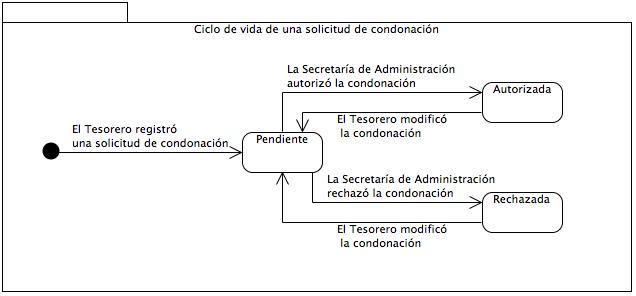 Ciclo de vida de una solicitud de condonación
La Secretaría de Administración
autorizó la condonación
Autorizada
El Tesorero modificó
la condonación
El Tesorero registró
una solicitud de condonación
Pendiente
La Secretaría de Administración
rechazó la condonación
Rechazada
El Tesorero modificó
la condonación